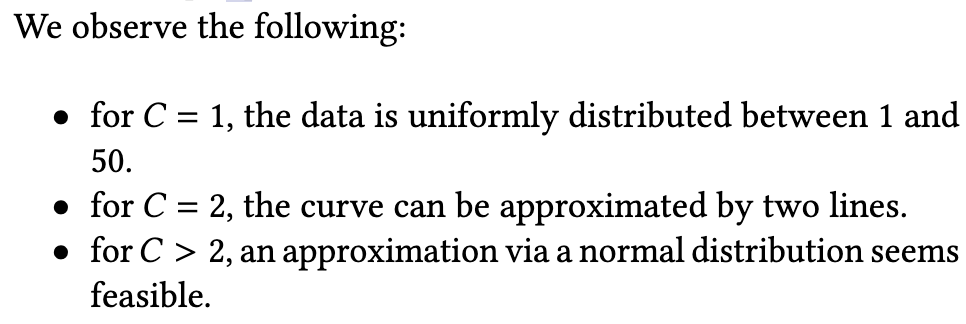 We observe the following:
• for C = 1, the data is uniformly distributed between 1 and
50.
• for C = 2, the curve can be approximated by two lines.
• for C > 2, an approximation via a normal distribution seems
feasible.